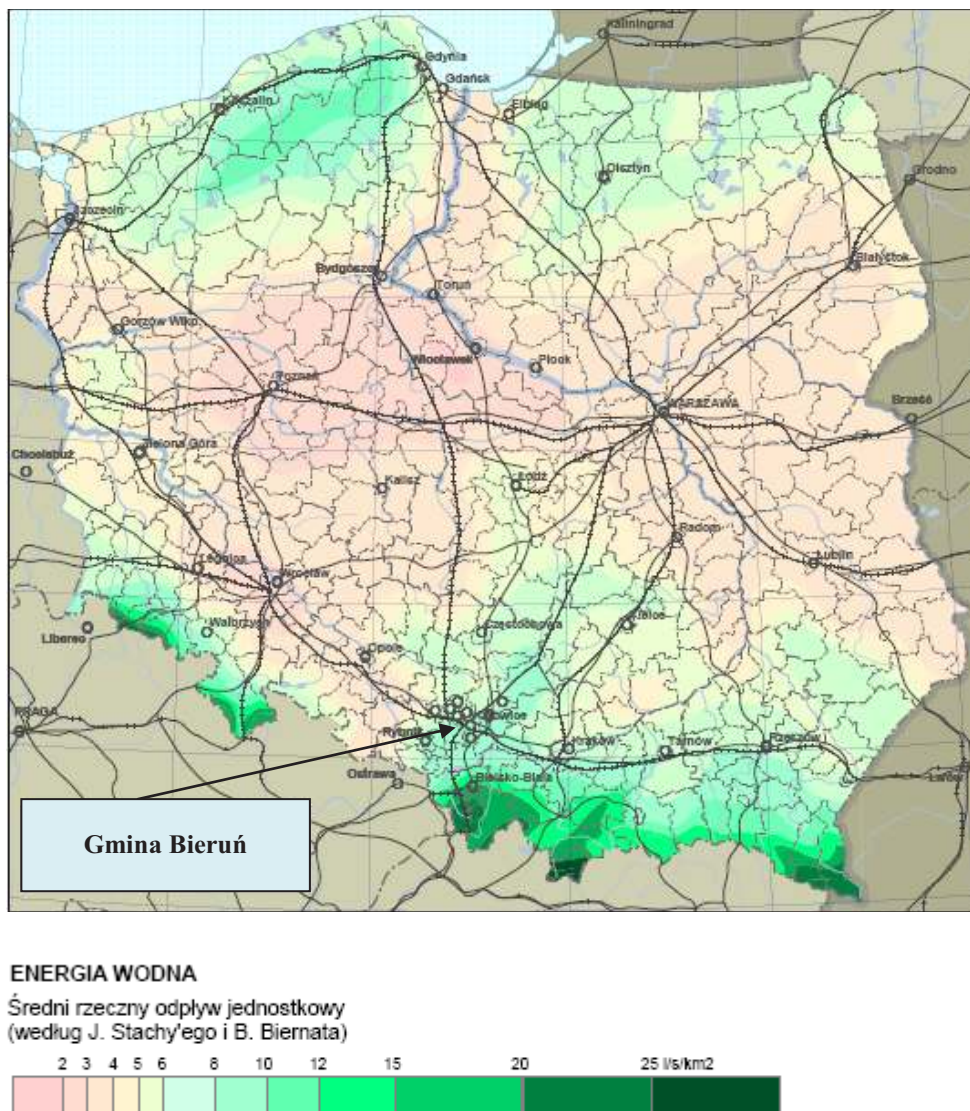 Kaliningrad
Gdynia
Gdańsk
Koszalin
Elbląg
Olsztyn
Grodno
Szczecin
Białystok
Bydgoszcz
Toruń
Gorzów Wlkp.
Włocławek
Płock
Poznań
WARSZAWA
Brześć
Zielona Góra
Chociebuż
Kalisz
Łódź
Radom
Legnica
Lublin
Wrocław
Liberec
Wałbrzych
Częstochowa
Kielce
Opole
PRAGA
Katowice
Rybnik
Kraków
Tarnów
Rzeszów
Ostrawa
Bielsko-Biała
Lwów
Gmina Bieruń
ENERGIA WODNA
Średni rzeczny odpływ jednostkowy
(według J. Stachy'ego i B. Biernata)
2 3 4 5 6 8 10 12 15 20 25 l/s/km2